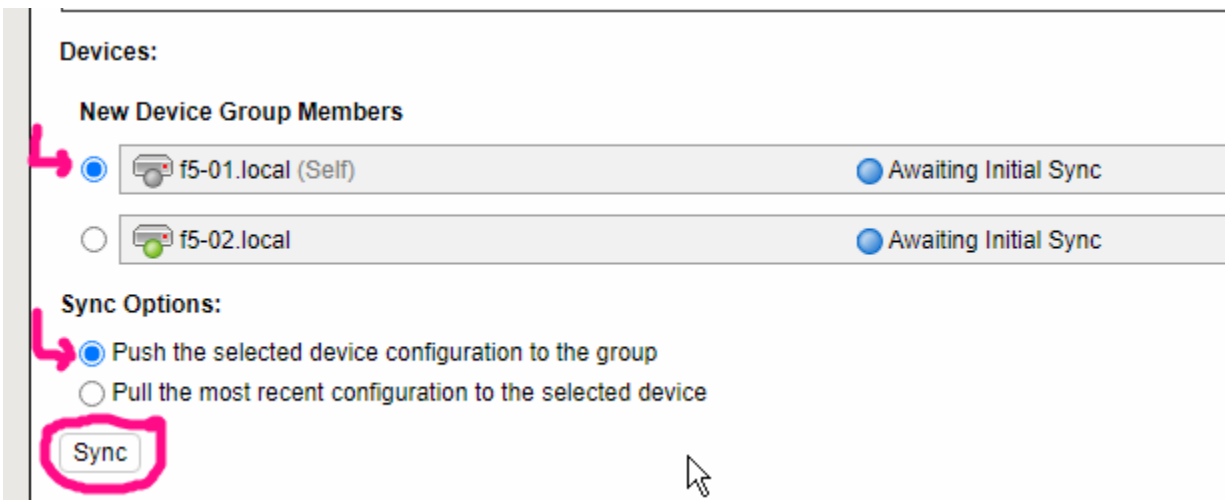 Devices:
New Device Group Members
f5-01.local (Self) Awaiting Initial Sync
f5-02.local Awaiting Initial Sync
Sync Options:
Push the selected device configuration to the group
Pull the most recent configuration to the selected device
Sync